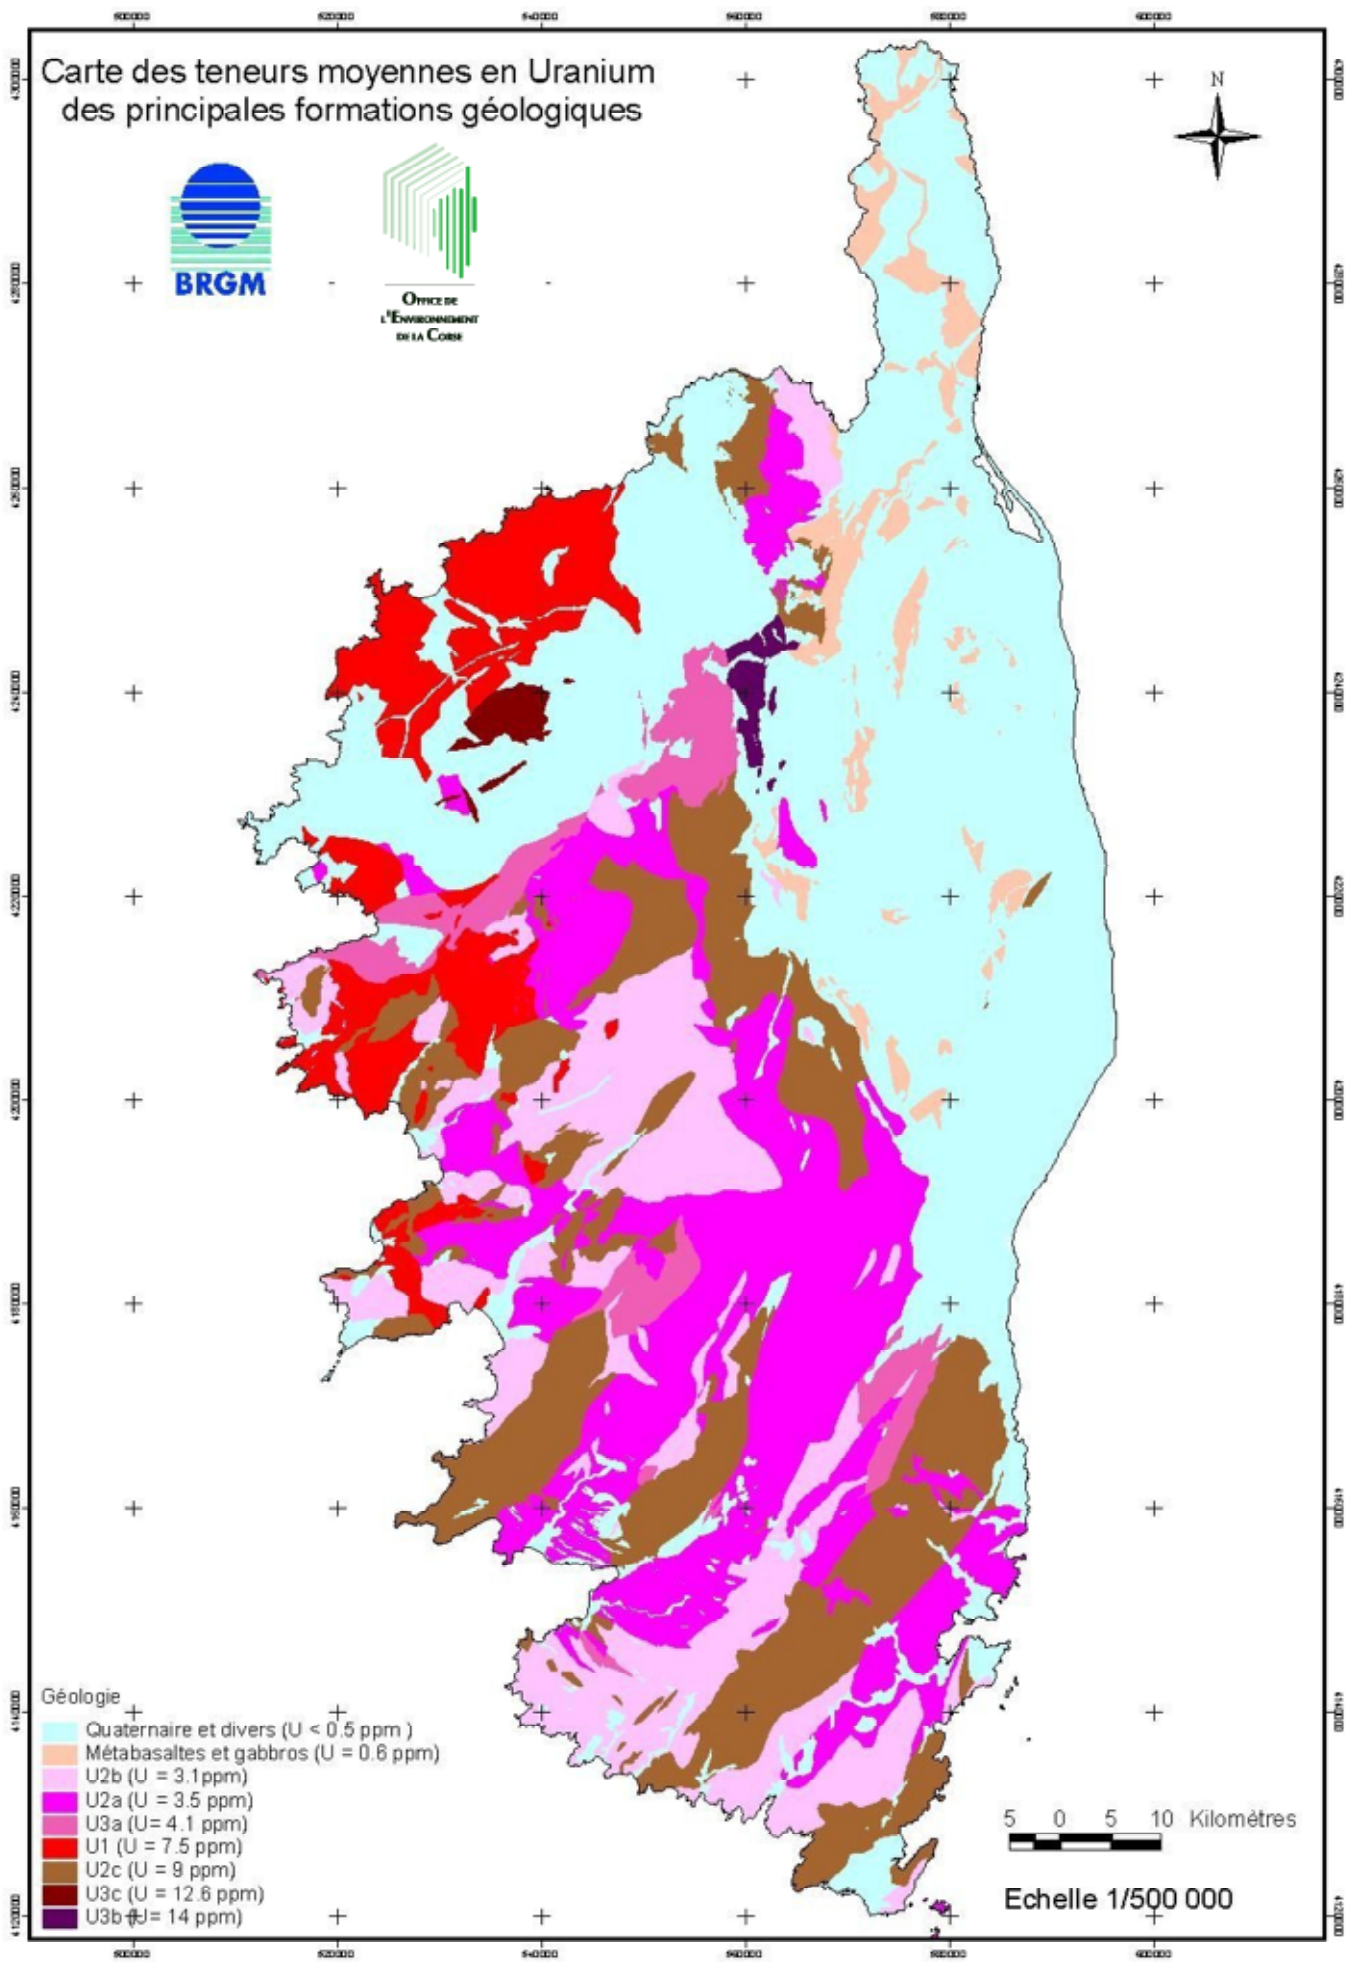 Carte des teneurs moyennes en Uranium
des principales formations géologiques
N
BRGM
OFFICE DE
L'ENVIRONNEMENT
DE LA CORSE
Géologie
Quaternaire et divers (U < 0.5 ppm )
Métabasaltes et gabbros (U = 0.6 ppm)
U2b (U = 3.1ppm)
U2a (U = 3.5 ppm)
U3a (U= 4.1 ppm)
U1 (U = 7.5 ppm)
U2c (U = 9 ppm)
U3c (U = 12.6 ppm)
U3b (U= 14 ppm)
5 0 5 10 Kilomètres
Echelle 1/500 000